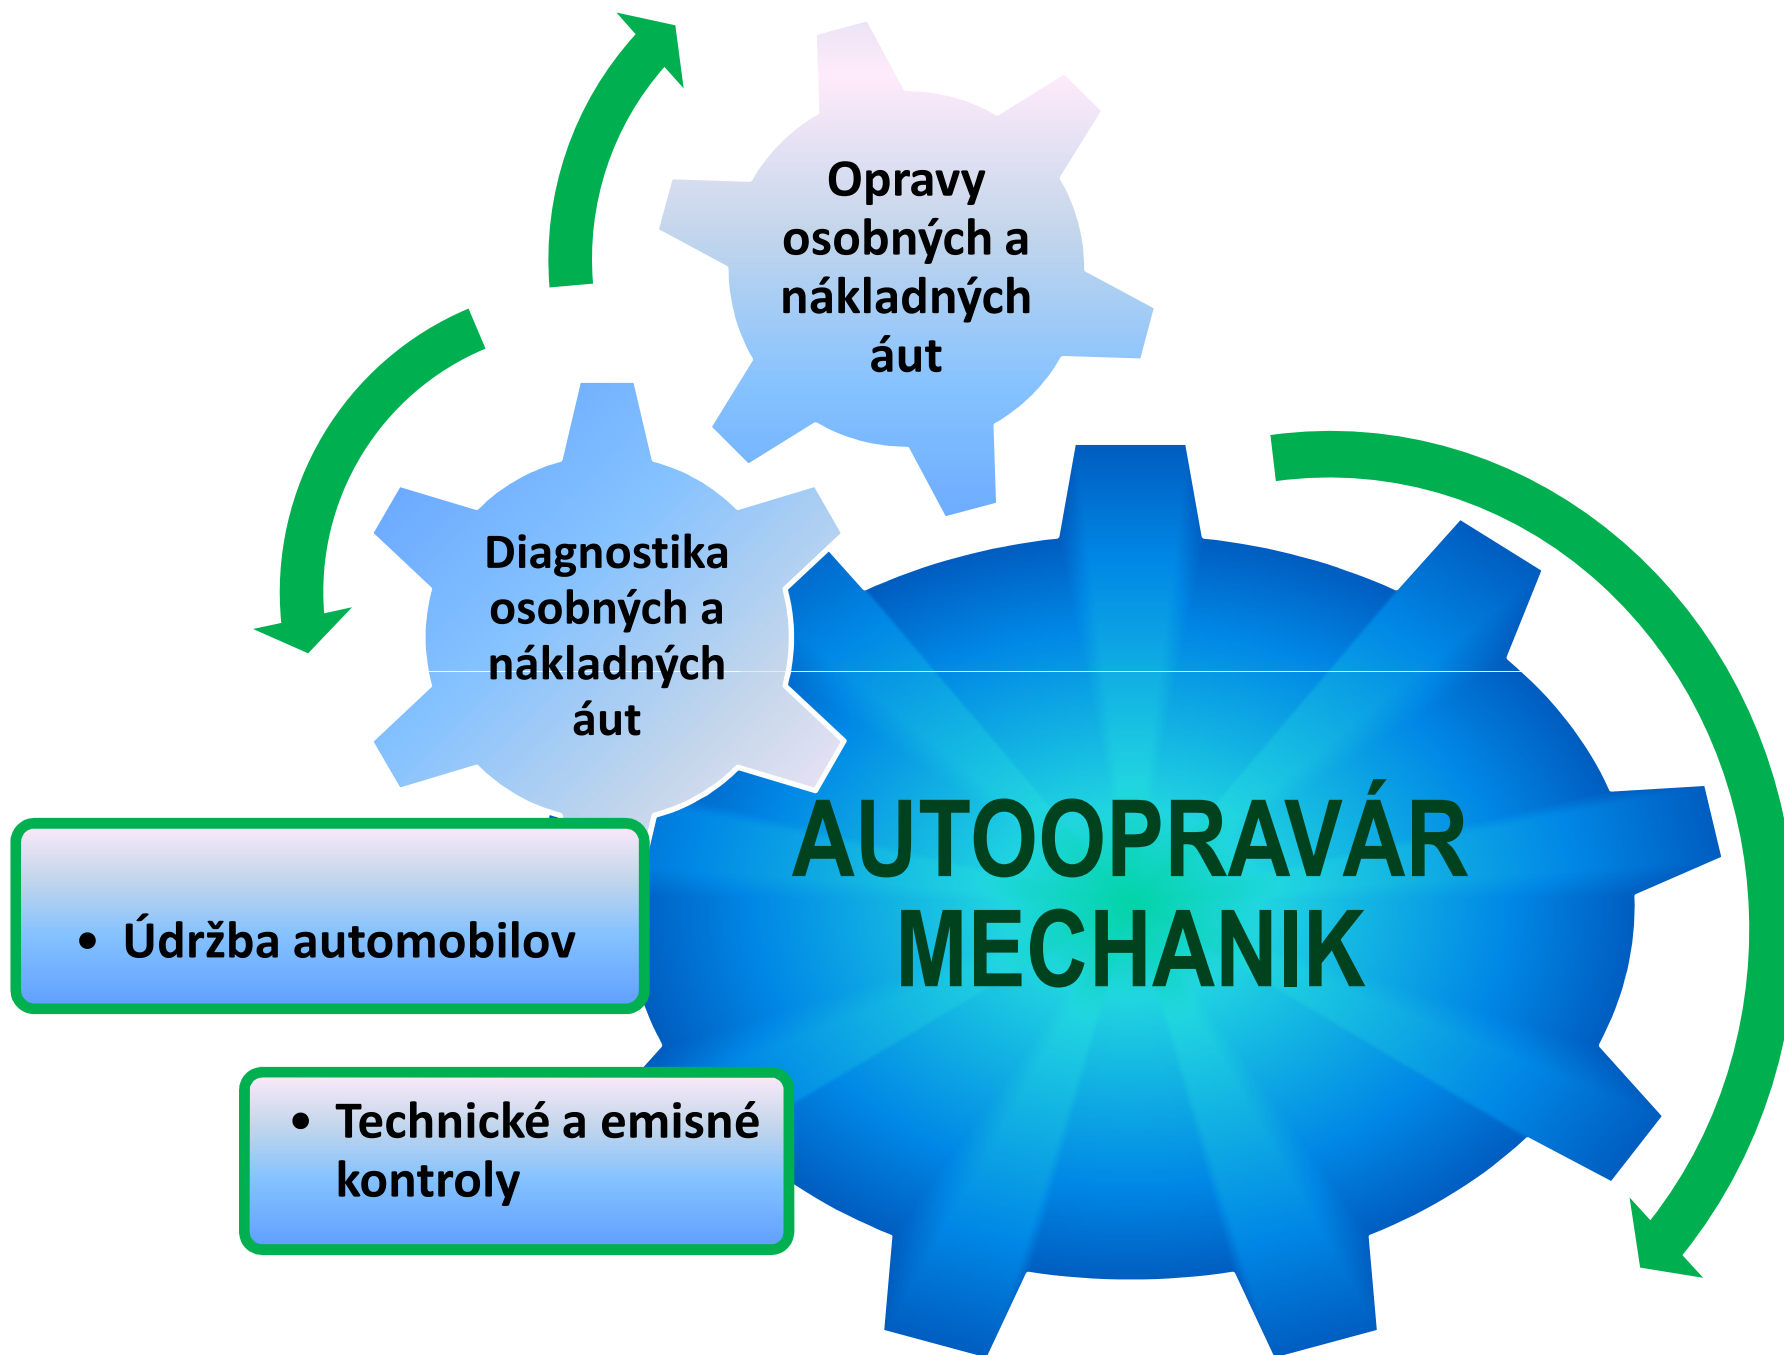 Opravy
osobných a
nákladných
áut
Diagnostika
osobných a
nákladných
áut
AUTOOPRAVÁR
MECHANIK
• Údržba automobilov
• Technické a emisné
kontroly